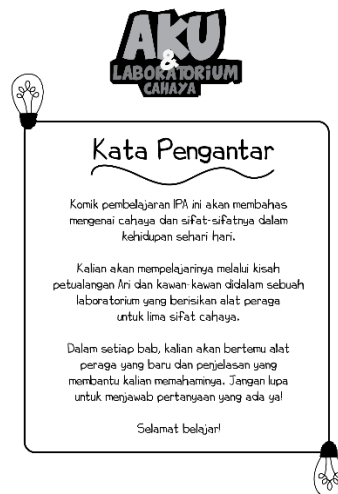 AKU
&
LABORATORIUM
CAHAYA
Kata Pengantar
Komik pembelajaran IPA ini akan membahas
mengenai cahaya dan sifat-sifatnya dalam
kehidupan sehari hari.
Kalian akan mempelajarinya melalui kisah
petualangan Ari dan kawan-kawan didalam sebuah
laboratorium yang berisikan alat peraga
untuk lima sifat cahaya.
Dalam setiap bab, kalian akan bertemu alat
peraga yang baru dan penjelasan yang
membantu kalian memahaminya. Jangan lupa
untuk menjawab pertanyaan yang ada ya!
Selamat belajar!